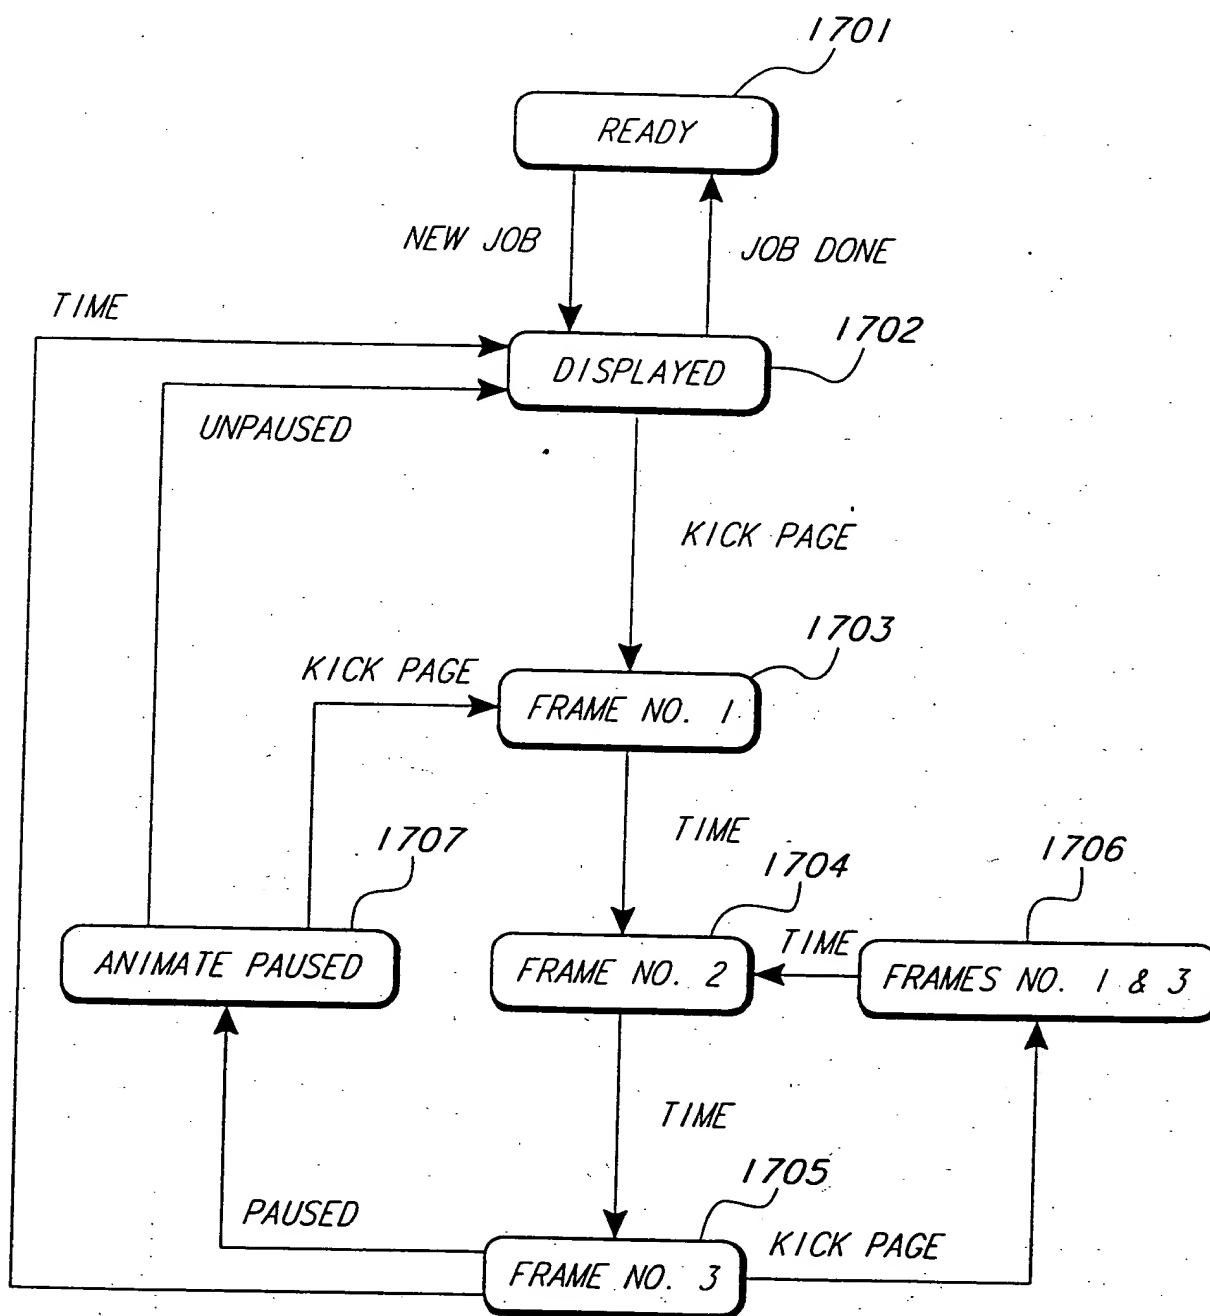 1701
READY
NEW JOB
JOB DONE
TIME
1702
DISPLAYED
UNPAUSED
KICK PAGE
1703
KICK PAGE
FRAME NO. 1
TIME
1707
1704
1706
ANIMATE PAUSED
FRAME NO. 2
TIME
FRAMES NO. 1 & 3
TIME
1705
PAUSED
KICK PAGE
FRAME NO. 3